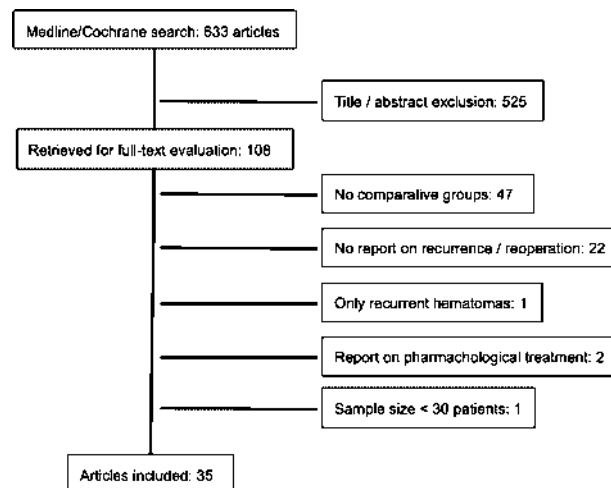 Medline/Cochrane search: 633 articles
Title / abstract exclusion: 525
Retrieved for full-text evaluation: 108
No comparative groups: 47
No report on recurrence / reoperation: 22
Only recurrent hematomas: 1
Report on pharmachological treatment: 2
Sample size < 30 patients: 1
Articles included: 35